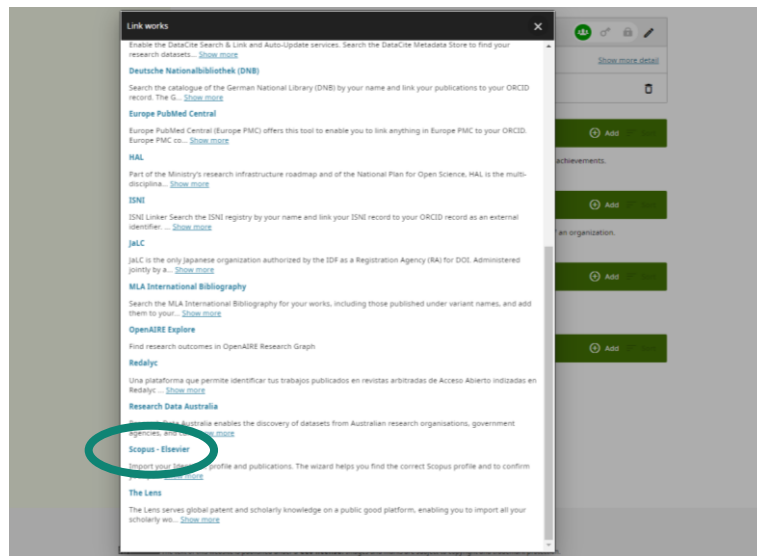 Link works
Enable the DataCite Search & Link and Auto-Update services. Search the DataCite Metadata Store to find your
research datasets... Show more
Deutsche Nationalbibliothek (DNB)
Search the catalogue of the German National Library (DNB) by your name and link your publications to your ORCID
record. The G... Show more
Europe PubMed Central
Europe PubMed Central (Europe PMC) offers this tool to enable you to link anything in Europe PMC to your ORCID.
Europe PMC co... Show more
HAL
Part of the Ministry's research infrastructure roadmap and of the National Plan for Open Science, HAL is the multi-
disciplina... Show more
ISNI
ISNI Linker Search the ISNI registry by your name and link your ISNI record to your ORCID record as an external
identifier. ... Show more
JaLC
JaLC is the only Japanese organization authorized by the IDF as a Registration Agency (RA) for DOI. Administered
jointly by a... Show more
MLA International Bibliography
Search the MLA International Bibliography for your works, including those published under variant names, and add
them to your... Show more
OpenAIRE Explore
Find research outcomes in OpenAIRE Research Graph
Redalyc
Una plataforma que permite identificar tus trabajos publicados en revistas arbitradas de Acceso Abierto indizadas en
Redalyc ... Show more
Research Data Australia
Data Australia enables the discovery of datasets from Australian research organisations, government
agencies, and more
Scopus - Elsevier
Import your profile and publications. The wizard helps you find the correct Scopus profile and to confirm
Show more
The Lens
The Lens serves global patent and scholarly knowledge on a public good platform, enabling you to import all your
scholarly wo... Show more
Show more detail
Add
achievements.
Add
an organization.
Add
Add